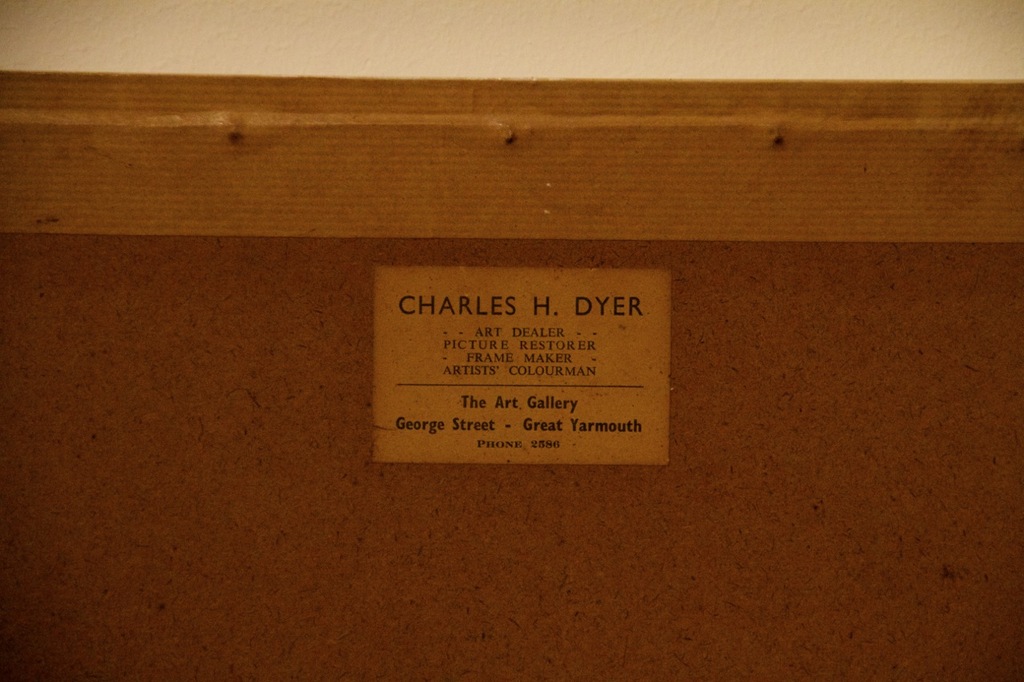 CHARLES H. DYER
- - ART DEALER - -
PICTURE RESTORER
- FRAME MAKER -
ARTISTS' COLOURMAN
The Art Gallery
George Street - Great Yarmouth
PHONE 2586